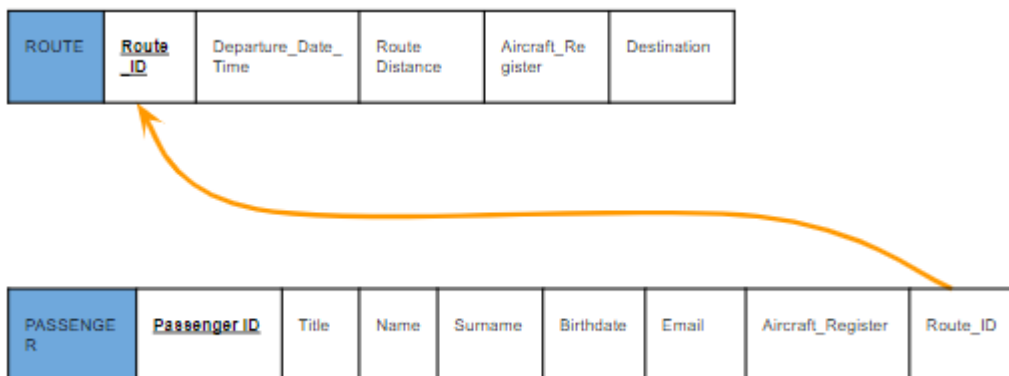 ROUTE
Route
_ID
Departure_Date_
Time
Route
Distance
Aircraft_Re
gister
Destination
PASSENGE
R
Passenger ID
Title
Name
Surname
Birthdate
Email
Aircraft_Register
Route_ID